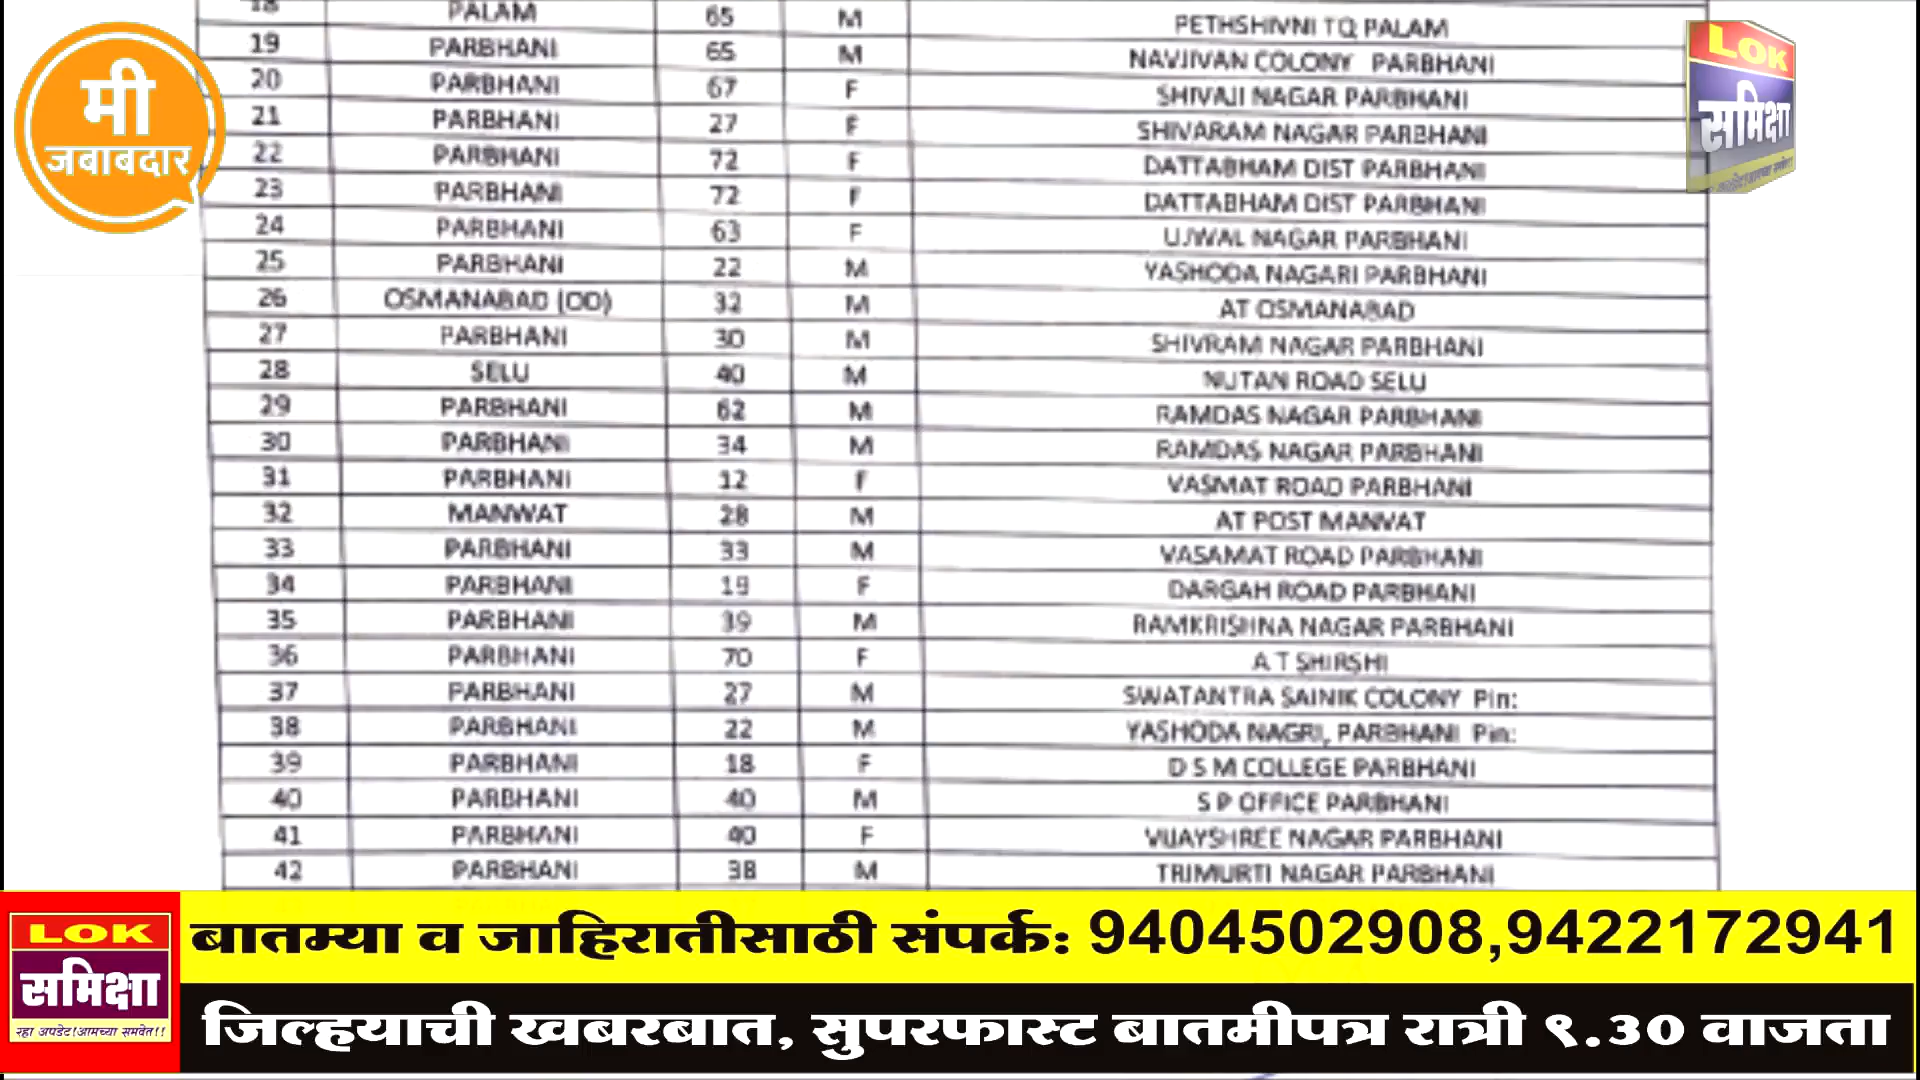 18 PALAM 65 M PETHSHIVNI TQ PALAM
19 PARBHANI 65 M NAVJIVAN COLONY PARBHANI
20 PARBHANI 67 F SHIVAJI NAGAR PARBHANI
21 PARBHANI 27 F SHIVARAM NAGAR PARBHANI
22 PARBHANI 72 F DATTABHAM DIST PARBHANI
23 PARBHANI 72 F DATTABHAM DIST PARBHANI
24 PARBHANI 63 F UJWAL NAGAR PARBHANI
25 PARBHANI 22 M YASHODA NAGARI PARBHANI
26 OSMANABAD (OD) 32 M AT OSMANABAD
27 PARBHANI 30 M SHIVRAM NAGAR PARBHANI
28 SELU 40 M NUTAN ROAD SELU
29 PARBHANI 62 M RAMDAS NAGAR PARBHANI
30 PARBHANI 34 M RAMDAS NAGAR PARBHANI
31 PARBHANI 12 F VASMAT ROAD PARBHANI
32 MANWAT 28 M AT POST MANVAT
33 PARBHANI 33 M VASAMAT ROAD PARBHANI
34 PARBHANI 19 F DARGAH ROAD PARBHANI
35 PARBHANI 39 M RAMKRISHNA NAGAR PARBHANI
36 PARBHANI 70 F A T SHIRSHI
37 PARBHANI 27 M SWATANTRA SAINIK COLONY Pin:
38 PARBHANI 22 M YASHODA NAGRI, PARBHANI Pin:
39 PARBHANI 18 F D S M COLLEGE PARBHANI
40 PARBHANI 40 M S P OFFICE PARBHANI
41 PARBHANI 40 F VIJAYSHREE NAGAR PARBHANI
42 PARBHANI 38 M TRIMURTI NAGAR PARBHANI
मी
जबाबदार
LOK
समिक्षा
बातम्या व जाहिरातीसाठी संपर्क: 9404502908,9422172941
LOK
समिक्षा
रहा अपडेट!आमच्या समवेत!!
जिल्हयाची खबरबात, सुपरफास्ट बातमीपत्र रात्री ९.30 वाजता